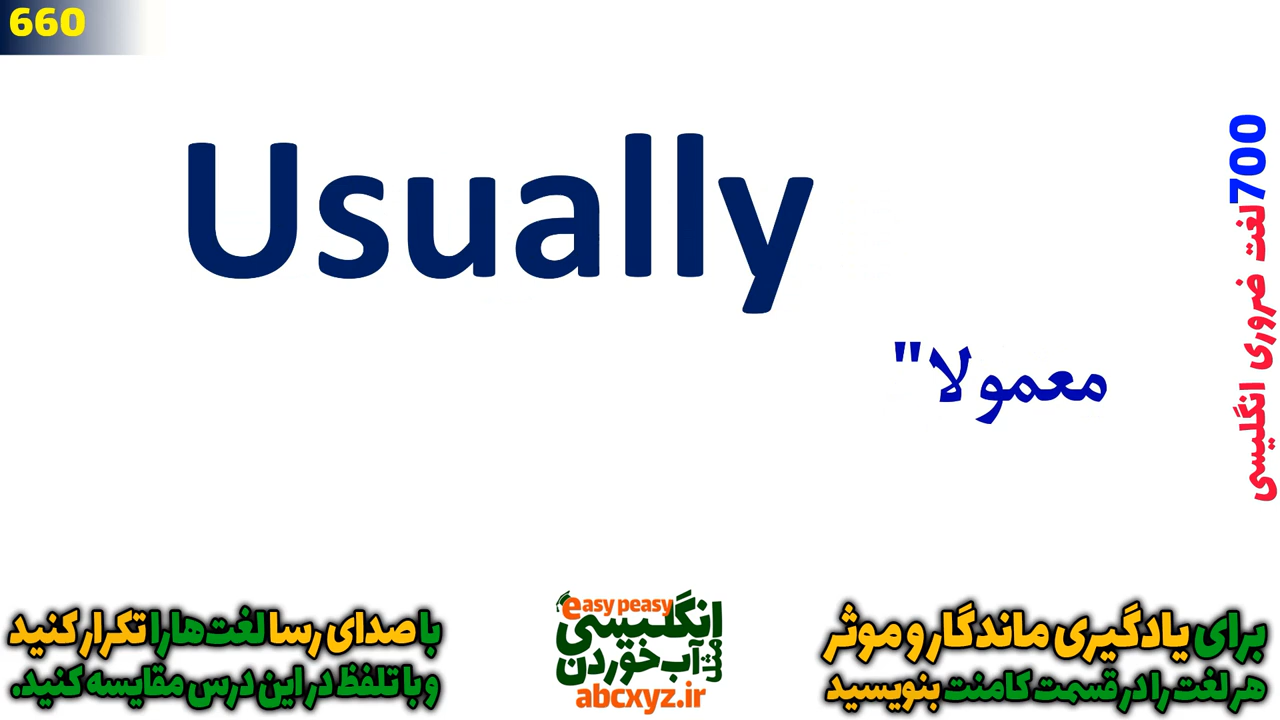 660
Usually
معمولا"
700 لغت ضروری انگلیسی
برای یادگیری ماندگار و موثر
هر لغت را در قسمت کامنت بنویسید
easy peasy
انگلیسی
مثل
آب خوردن
abcxyz.ir
با صدای رسا لغت‌ها را تکرار کنید
و با تلفظ در این درس مقایسه کنید.